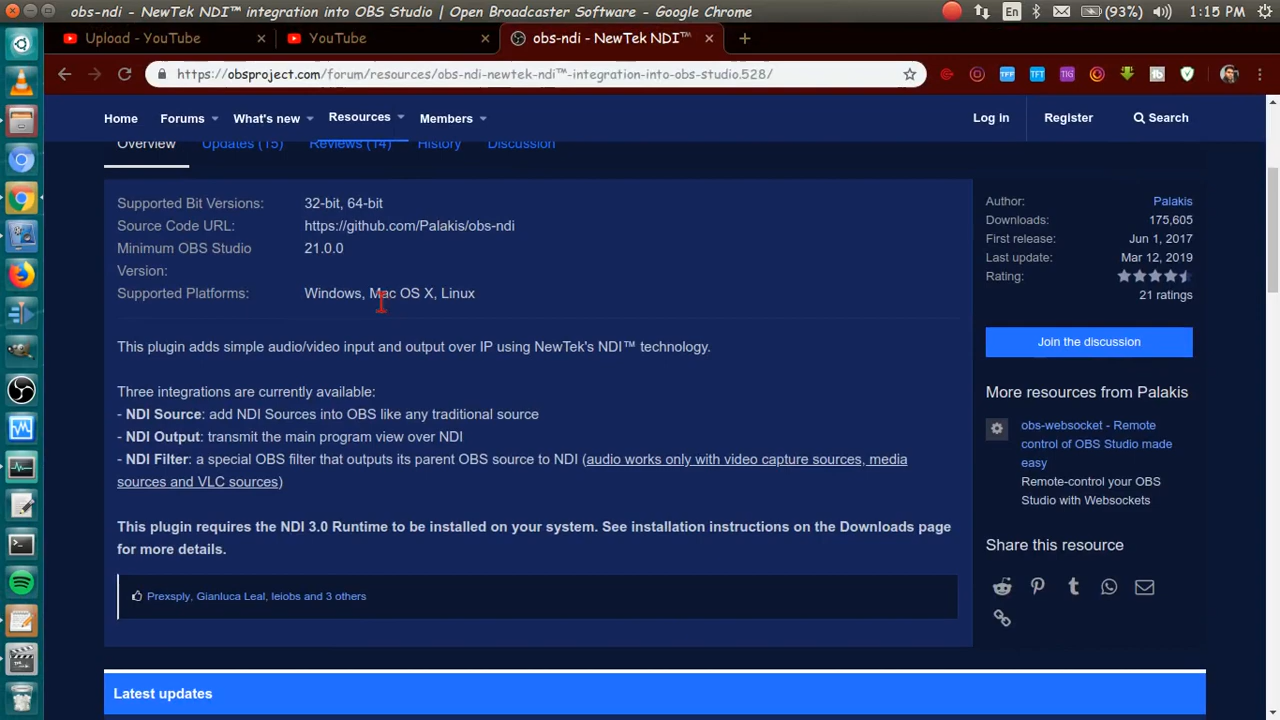 obs-ndi - NewTek NDI™ integration into OBS Studio | Open Broadcaster Software - Google Chrome
En
(93%)
1:15 PM
Upload - YouTube
YouTube
obs-ndi - NewTek NDI™
https://obsproject.com/forum/resources/obs-ndi-newtek-ndi™-integration-into-obs-studio.528/
TFF
TFT
TIG
Home
Forums
What's new
Resources
Members
Log In
Register
Search
Overview
Updates (15)
Reviews (14)
History
Discussion
Supported Bit Versions: 32-bit, 64-bit
Source Code URL: https://github.com/Palakis/obs-ndi
Minimum OBS Studio 21.0.0
Version:
Supported Platforms: Windows, Mac OS X, Linux
This plugin adds simple audio/video input and output over IP using NewTek's NDI™ technology.
Three integrations are currently available:
- NDI Source: add NDI Sources into OBS like any traditional source
- NDI Output: transmit the main program view over NDI
- NDI Filter: a special OBS filter that outputs its parent OBS source to NDI (audio works only with video capture sources, media
sources and VLC sources)
This plugin requires the NDI 3.0 Runtime to be installed on your system. See installation instructions on the Downloads page
for more details.
Prexsply, Gianluca Leal, leiobs and 3 others
Latest updates
Author: Palakis
Downloads: 175,605
First release: Jun 1, 2017
Last update: Mar 12, 2019
Rating:
21 ratings
Join the discussion
More resources from Palakis
obs-websocket - Remote
control of OBS Studio made
easy
Remote-control your OBS
Studio with Websockets
Share this resource